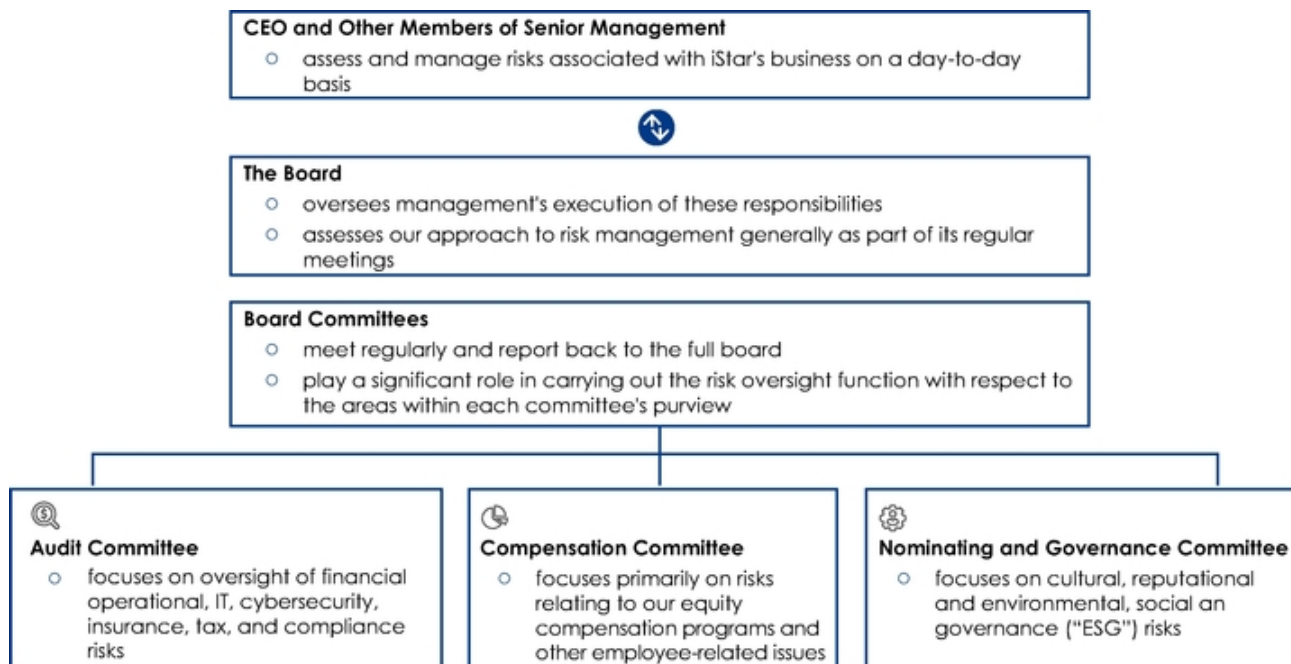 CEO and Other Members of Senior Management
assess and manage risks associated with iStar's business on a day-to-day
basis
The Board
oversees management's execution of these responsibilities
assesses our approach to risk management generally as part of its regular
meetings
Board Committees
meet regularly and report back to the full board
play a significant role in carrying out the risk oversight function with respect to
the areas within each committee's purview
Audit Committee
focuses on oversight of financial
operational, IT, cybersecurity,
insurance, tax, and compliance
risks
Compensation Committee
focuses primarily on risks
relating to our equity
compensation programs and
other employee-related issues
Nominating and Governance Committee
focuses on cultural, reputational
and environmental, social an
governance ("ESG") risks